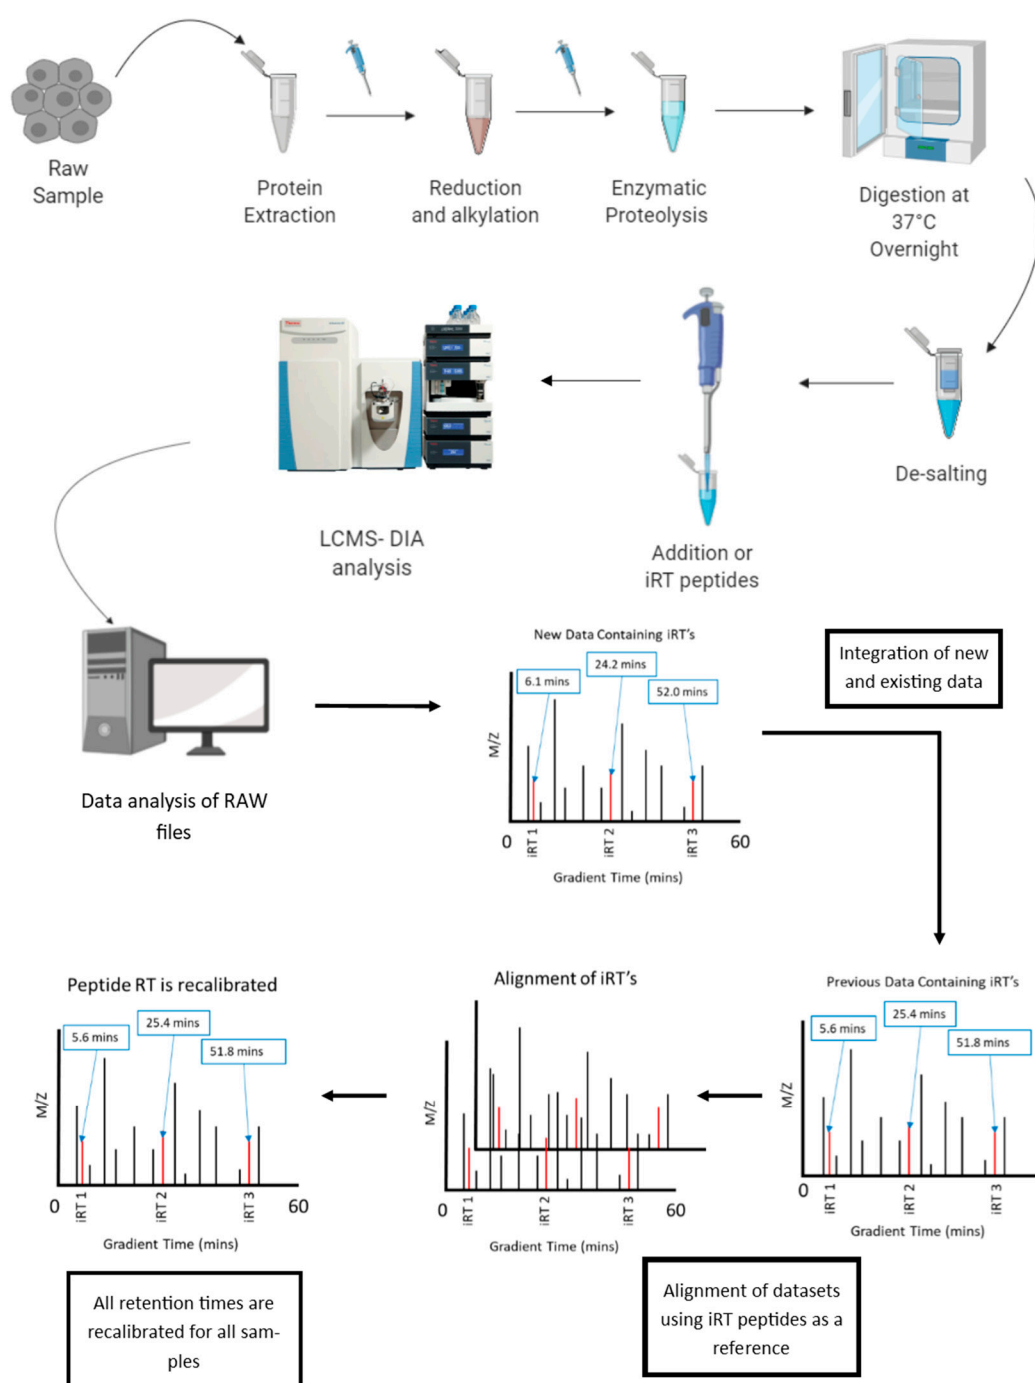 Raw
Sample
Protein
Extraction
Reduction
and alkylation
Enzymatic
Proteolysis
Digestion at
37°C
Overnight
De-salting
Addition or
iRT peptides
LCMS- DIA
analysis
Data analysis of RAW
files
New Data Containing iRT's
6.1 mins
24.2 mins
52.0 mins
M/Z
0
iRT 1
iRT 2
iRT 3
60
Gradient Time (mins)
Integration of new
and existing data
Previous Data Containing iRT's
5.6 mins
25.4 mins
51.8 mins
M/Z
0
iRT 1
iRT 2
iRT 3
Gradient Time (mins)
Alignment of iRT's
M/Z
0
iRT 1
iRT 2
iRT 3
60
Gradient Time (mins)
Alignment of datasets
using iRT peptides as a
reference
Peptide RT is recalibrated
5.6 mins
25.4 mins
51.8 mins
M/Z
0
iRT 1
iRT 2
iRT 3
60
Gradient Time (mins)
All retention times are
recalibrated for all sam-
ples